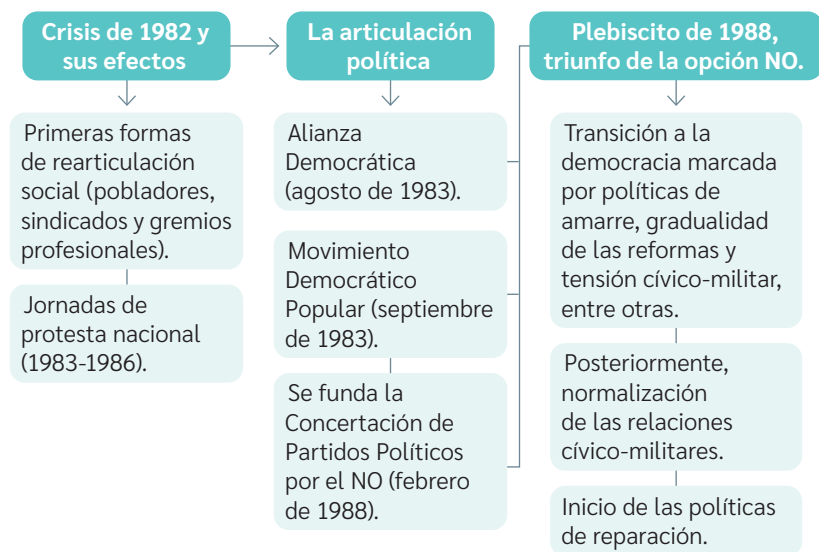 Crisis de 1982 y
sus efectos
Primeras formas
de rearticulación
social (pobladores,
sindicados y gremios
profesionales).
Jornadas de
protesta nacional
(1983-1986).
La articulación
política
Alianza
Democrática
(agosto de 1983).
Movimiento
Democrático
Popular (septiembre
de 1983).
Se funda la
Concertación de
Partidos Políticos
por el NO (febrero
de 1988).
Plebiscito de 1988,
triunfo de la opción NO.
Transición a la
democracia marcada
por políticas de
amarre, gradualidad
de las reformas y
tensión cívico-militar,
entre otras.
Posteriormente,
normalización
de las relaciones
cívico-militares.
Inicio de las políticas
de reparación.